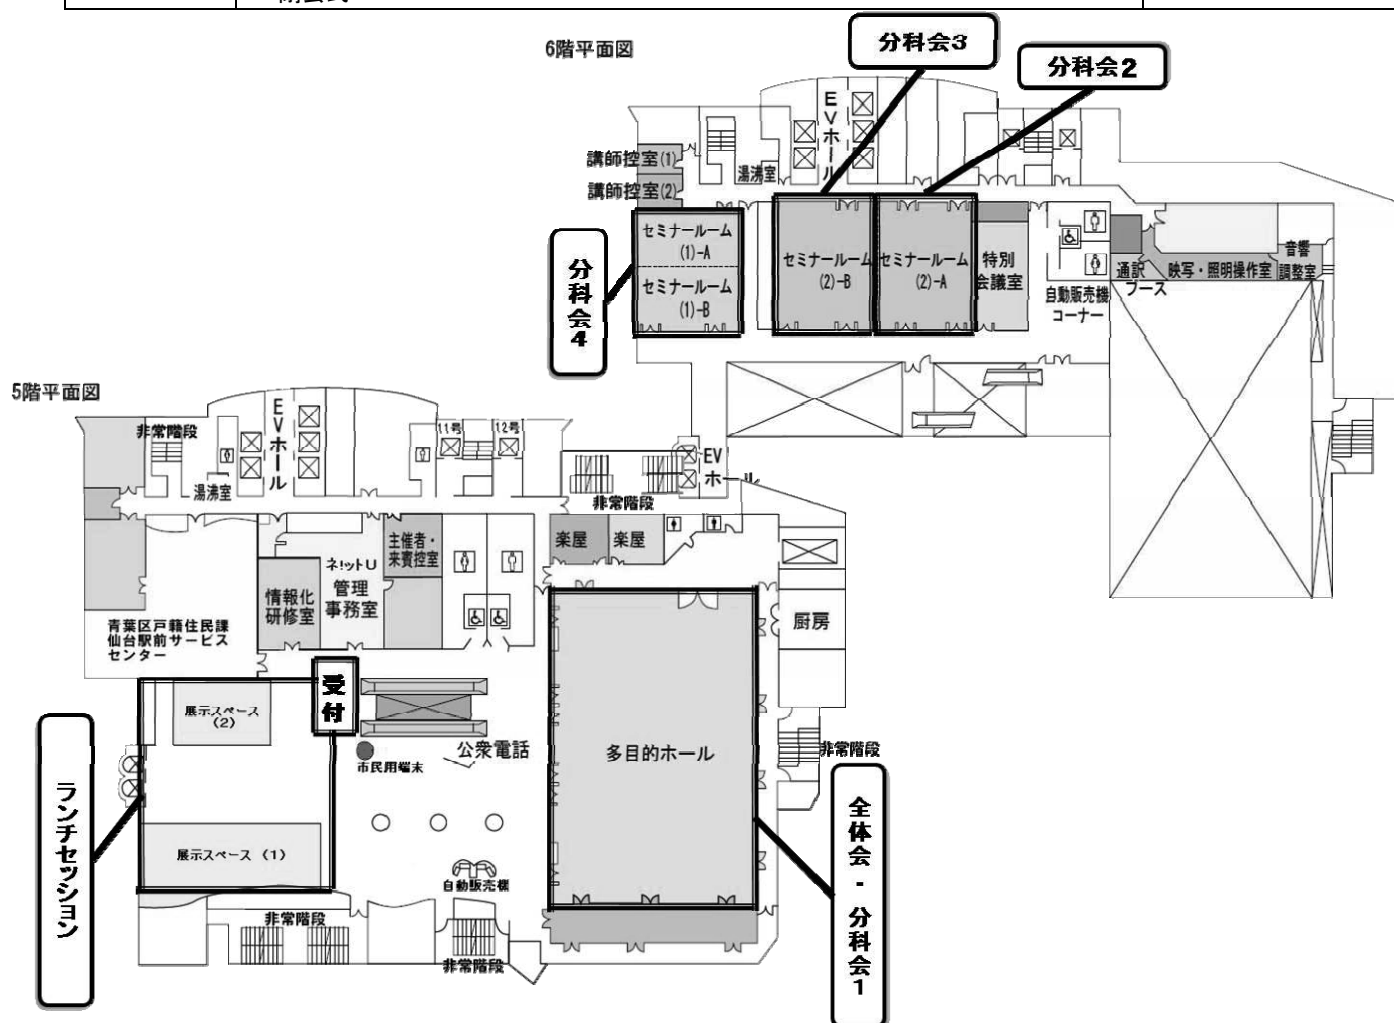 6階平面図
分科会3
分科会2
EVホール
講師控室(1)
湯沸室
講師控室(2)
セミナールーム
(1)-A
セミナールーム
(1)-B
セミナールーム
(2)-B
セミナールーム
(2)-A
特別
会議室
自動販売機
コーナー
通訳
ブース
映写・照明操作室
音響
調整室
分科会4
5階平面図
非常階段
EVホール
湯沸室
11号
12号
非常階段
EV
ホール
主催者・
来賓控室
楽屋
楽屋
ネ!ットU
管理
事務室
情報化
研修室
青葉区戸籍住民課
仙台駅前サービス
センター
厨房
受付
展示スペース
(2)
公衆電話
市民用端末
多目的ホール
非常階段
ランチセッション
展示スペース (1)
自動販売機
全体会・分科会1
非常階段
非常階段